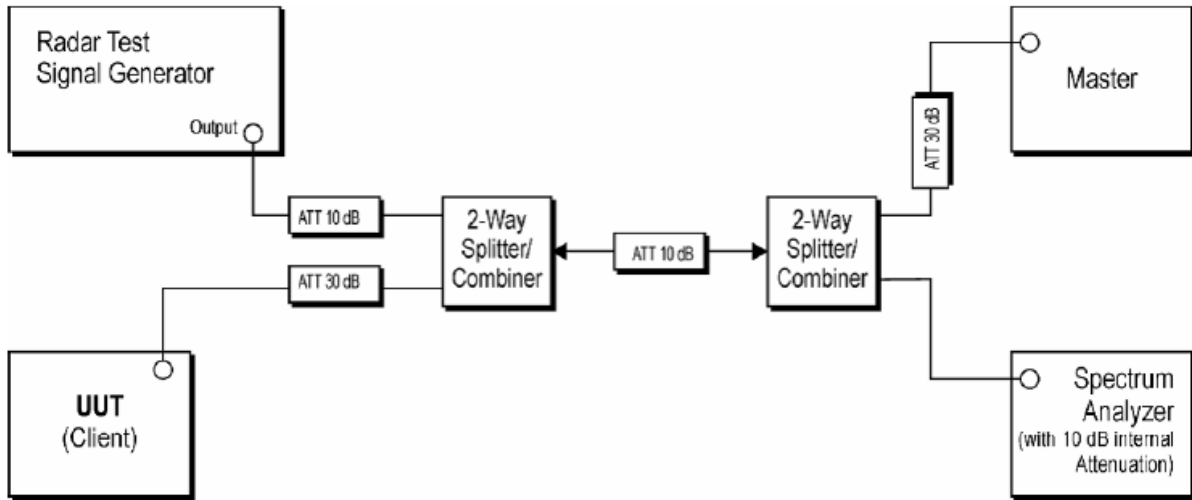 Radar Test
Signal Generator
Output
ATT 10 dB
2-Way
Splitter/
Combiner
ATT 30 dB
UUT
(Client)
ATT 10 dB
2-Way
Splitter/
Combiner
ATT 30 dB
Master
Spectrum
Analyzer
(with 10 dB internal
Attenuation)